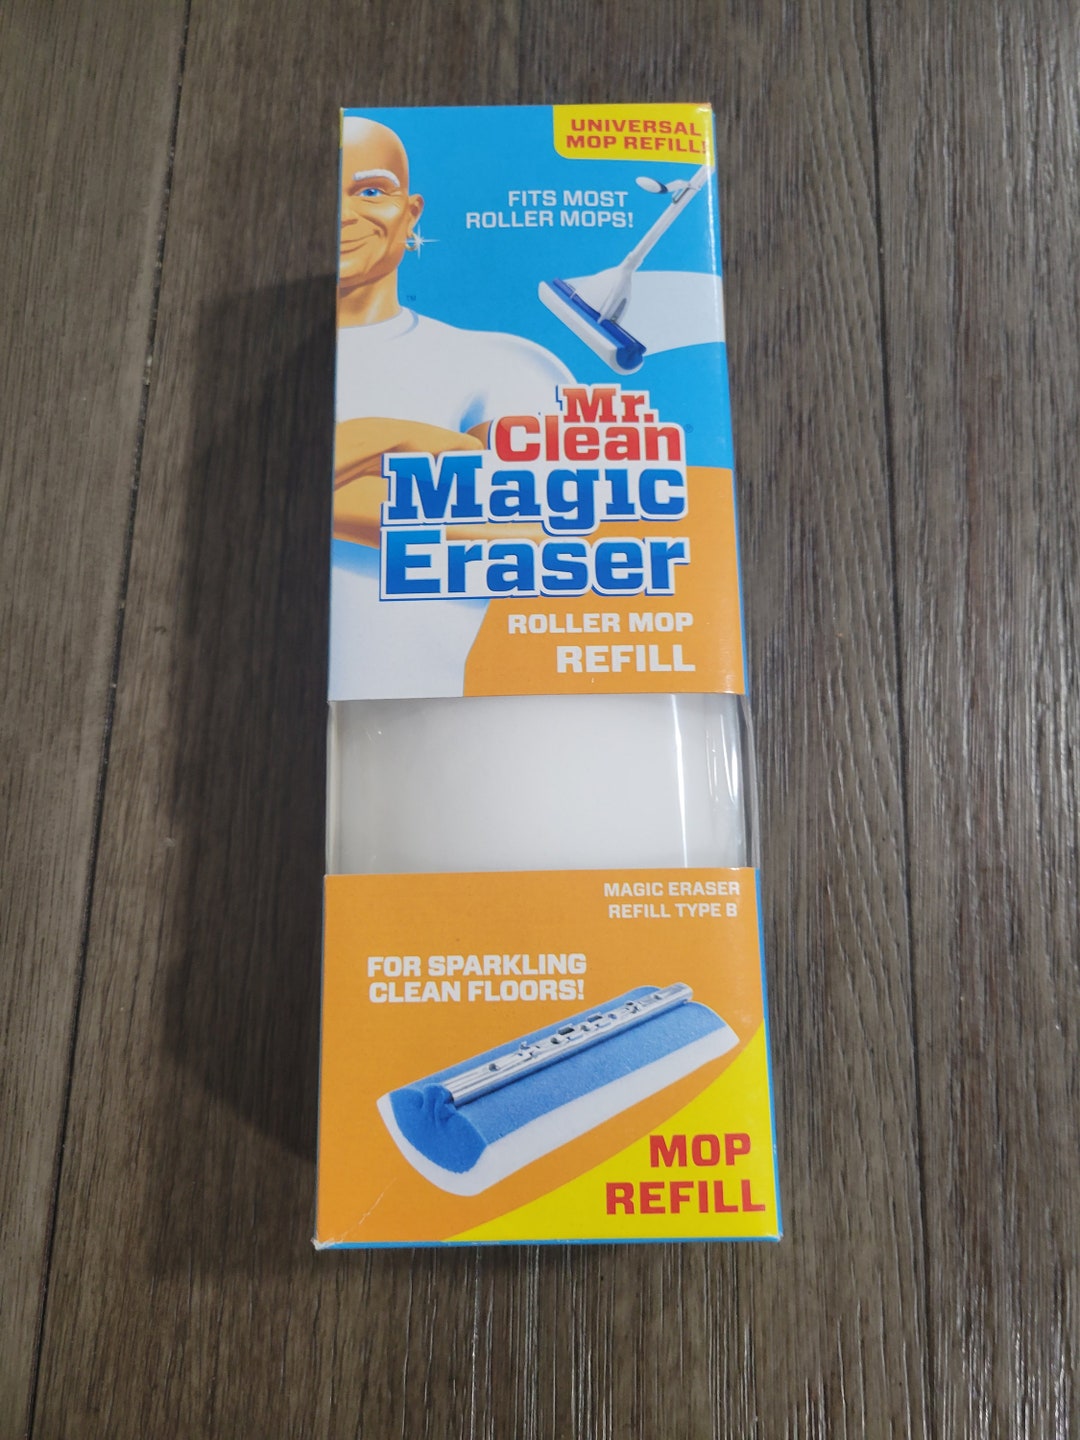 UNIVERSAL
MOP REFILL!
FITS MOST
ROLLER MOPS!
Mr.
Clean
Magic
Eraser
ROLLER MOP
REFILL
MAGIC ERASER
REFILL TYPE B
FOR SPARKLING
CLEAN FLOORS!
MOP
REFILL